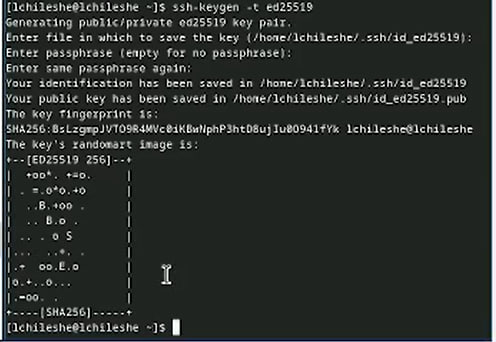 [lchileshe@lchileshe ~]$ ssh-keygen -t ed25519
Generating public/private ed25519 key pair.
Enter file in which to save the key (/home/lchileshe/.ssh/id_ed25519):
Enter passphrase (empty for no passphrase):
Enter same passphrase again:
Your identification has been saved in /home/lchileshe/.ssh/id_ed25519
Your public key has been saved in /home/lchileshe/.ssh/id_ed25519.pub
The key fingerprint is:
SHA256:BsLzgmpJVTO9R4MVc0iKBwNphP3htD8ujIu0O941fYk lchileshe@lchileshe
The key's randomart image is:
+--[ED25519 256]--+
|  +oo*. +=o.     |
| . =.o*o.+o      |
|  ..B.+oo .      |
|  .. B.o .       |
| .. . o S        |
|... ..+. .       |
|.+  oo.E.o       |
|o.+..o...        |
|.=oo. .          |
+----[SHA256]-----+
[lchileshe@lchileshe ~]$